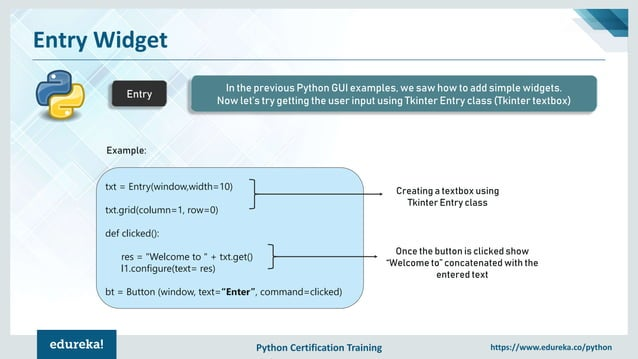 Entry Widget
Entry
In the previous Python GUI examples, we saw how to add simple widgets.
Now let's try getting the user input using Tkinter Entry class (Tkinter textbox)
Example:
txt = Entry(window,width=10)
txt.grid(column=1, row=0)
def clicked():
res = "Welcome to " + txt.get()
l1.configure(text= res)
bt = Button (window, text="Enter", command=clicked)
Creating a textbox using
Tkinter Entry class
Once the button is clicked show
"Welcome to" concatenated with the
entered text
edureka!
Python Certification Training
https://www.edureka.co/python